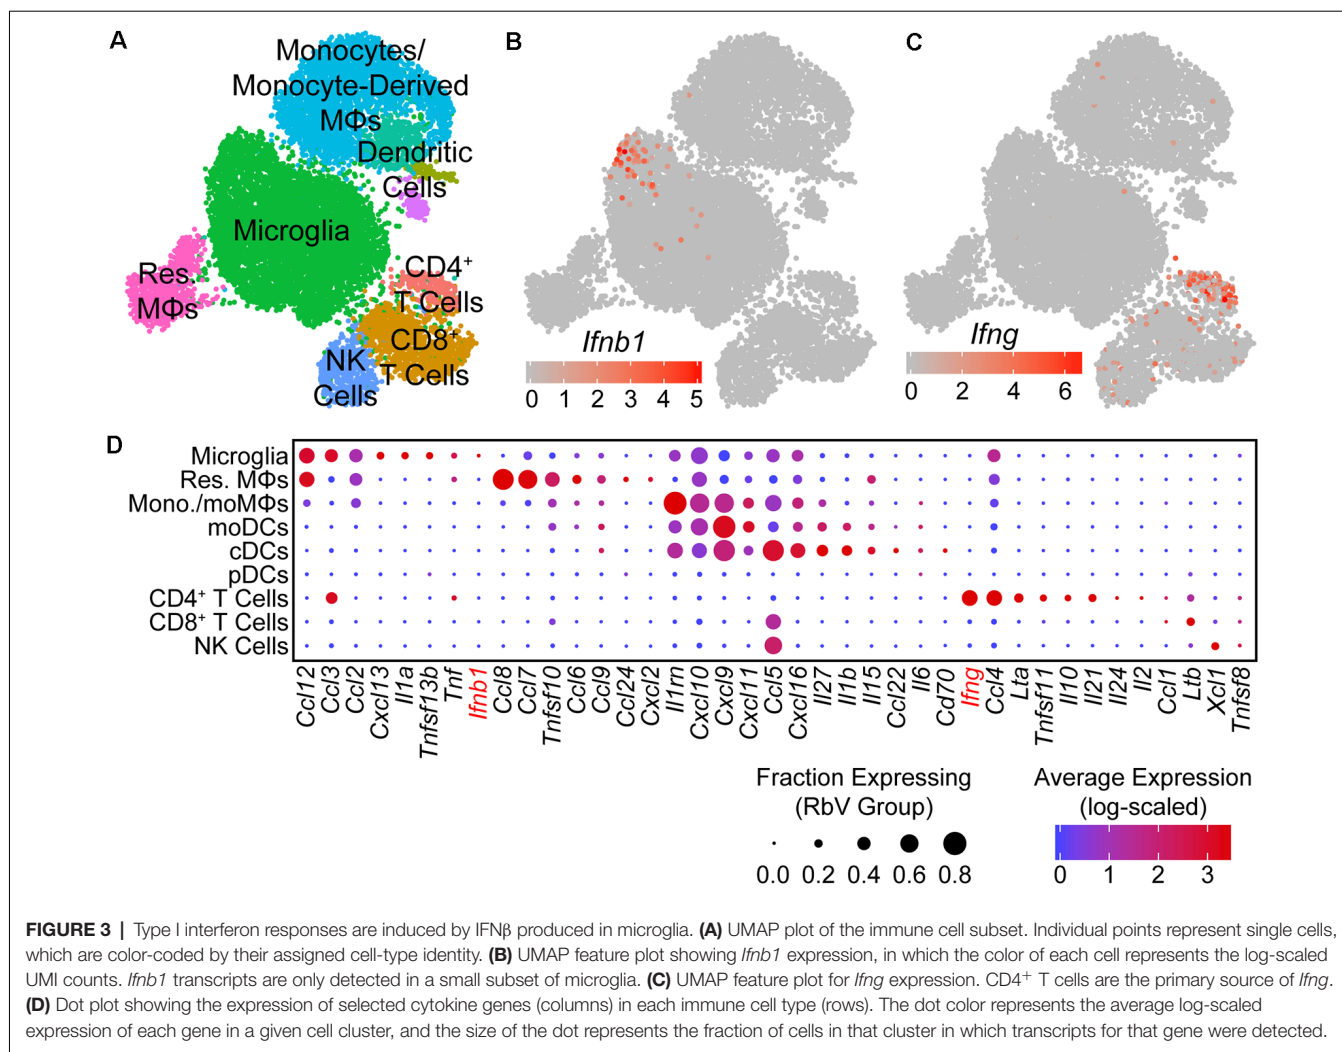 A
Monocytes/
Monocyte-Derived
MΦs
Dendritic
Cells
Microglia
Res.
MΦs
CD4⁺
T Cells
CD8⁺
T Cells
NK
Cells
B
Ifnb1
0 1 2 3 4 5
C
Ifng
0 2 4 6
D
Microglia
Res. MΦs
Mono./moMΦs
moDCs
cDCs
pDCs
CD4⁺ T Cells
CD8⁺ T Cells
NK Cells
Ccl12
Ccl3
Ccl2
Cxcl13
Il1a
Tnfsf13b
Tnf
Ifnb1
Ccl8
Ccl7
Tnfsf10
Ccl6
Ccl9
Ccl24
Cxcl2
Il1rn
Cxcl10
Cxcl9
Cxcl11
Ccl5
Cxcl16
Il27
Il1b
Il15
Ccl22
Il6
Cd70
Ifng
Ccl4
Lta
Tnfsf11
Il10
Il21
Il24
Il2
Ccl1
Ltb
Xcl1
Tnfsf8
Fraction Expressing
(RbV Group)
0.0 0.2 0.4 0.6 0.8
Average Expression
(log-scaled)
0 1 2 3
FIGURE 3 | Type I interferon responses are induced by IFNβ produced in microglia. (A) UMAP plot of the immune cell subset. Individual points represent single cells,
which are color-coded by their assigned cell-type identity. (B) UMAP feature plot showing Ifnb1 expression, in which the color of each cell represents the log-scaled
UMI counts. Ifnb1 transcripts are only detected in a small subset of microglia. (C) UMAP feature plot for Ifng expression. CD4⁺ T cells are the primary source of Ifng.
(D) Dot plot showing the expression of selected cytokine genes (columns) in each immune cell type (rows). The dot color represents the average log-scaled
expression of each gene in a given cell cluster, and the size of the dot represents the fraction of cells in that cluster in which transcripts for that gene were detected.